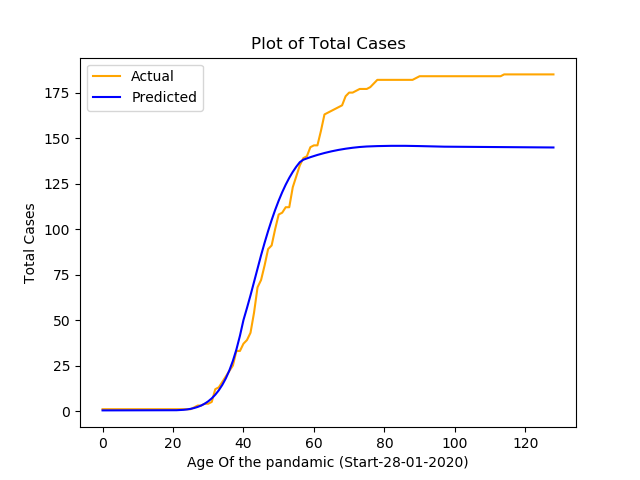 Plot of Total Cases
Actual
Predicted
175
150
125
100
75
50
25
0
Total Cases
0 20 40 60 80 100 120
Age Of the pandamic (Start-28-01-2020)